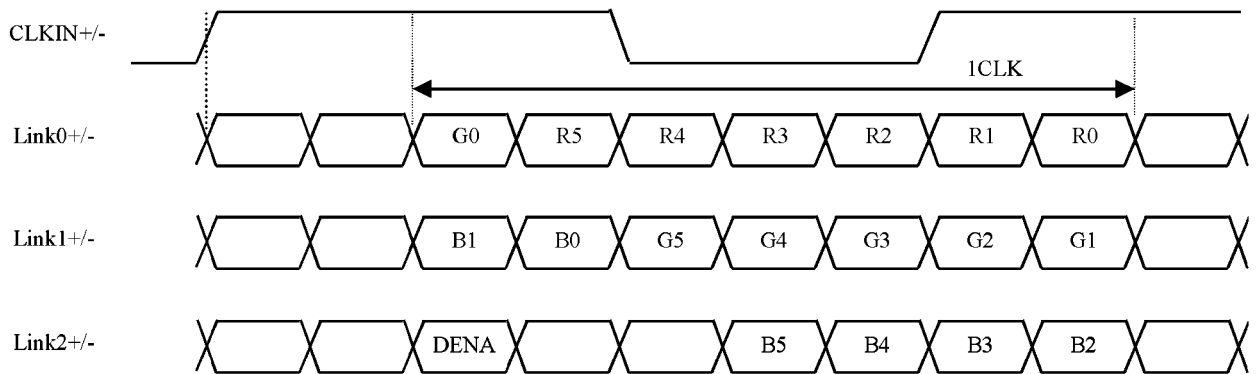 CLKIN+/-
1CLK
Link0+/- G0 R5 R4 R3 R2 R1 R0
Link1+/- B1 B0 G5 G4 G3 G2 G1
Link2+/- DENA B5 B4 B3 B2